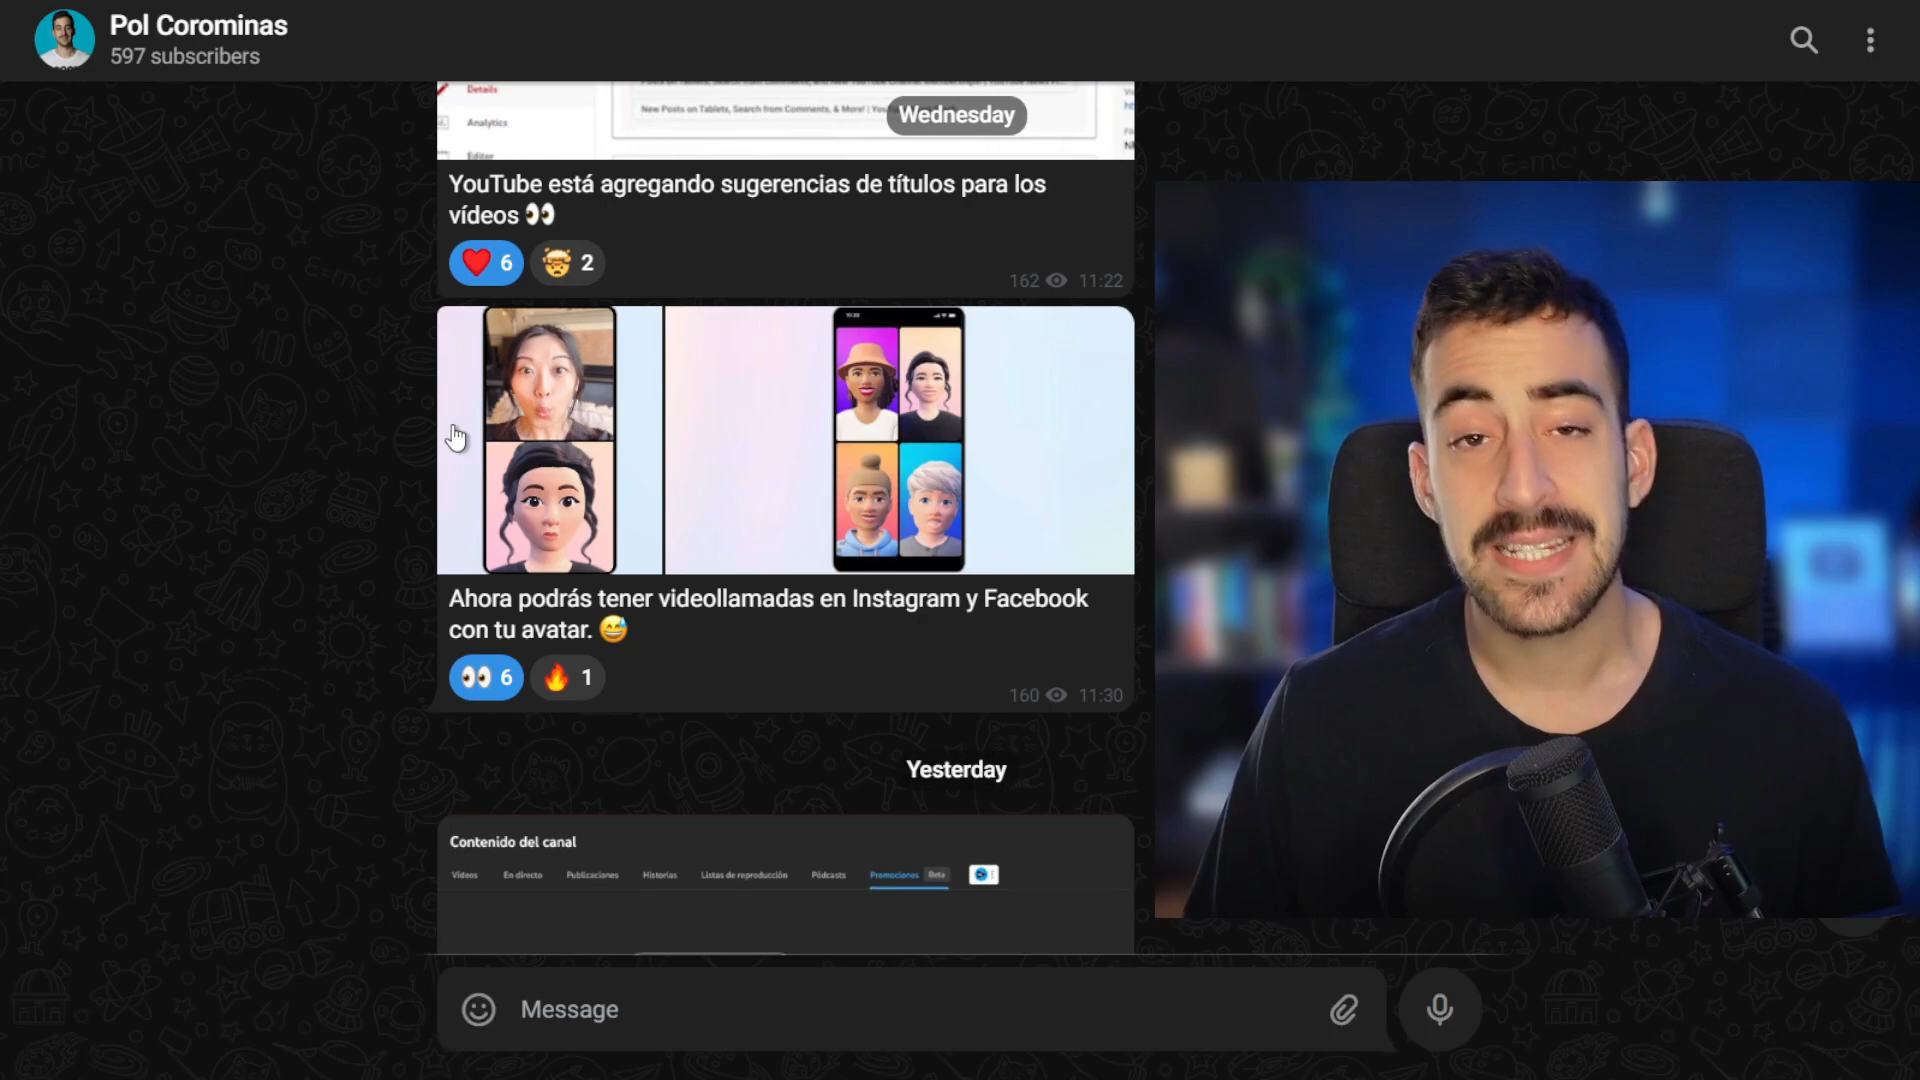 Pol Corominas
597 subscribers
Details
New Posts on Tablets, Search from Comments, & More! |
Wednesday
Analytics
Editor
YouTube está agregando sugerencias de títulos para los
vídeos 👀
❤️ 6 🤯 2
162 11:22
Ahora podrás tener videollamadas en Instagram y Facebook
con tu avatar. 😅
👀 6 🔥 1
160 11:30
Yesterday
Contenido del canal
Vídeos En directo Publicaciones Historias Listas de reproducción Pódcasts Promociones Beta
Message